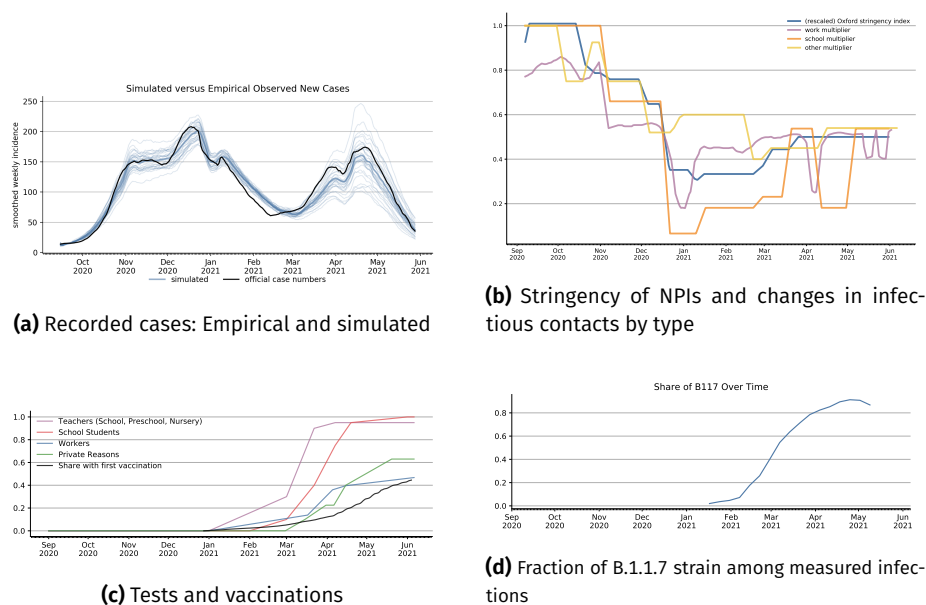 Simulated versus Empirical Observed New Cases
smoothed weekly incidence
250
200
150
100
50
0
Oct 2020
Nov 2020
Dec 2020
Jan 2021
Feb 2021
Mar 2021
Apr 2021
May 2021
Jun 2021
simulated
official case numbers
(a) Recorded cases: Empirical and simulated
(rescaled) Oxford stringency index
work multiplier
school multiplier
other multiplier
1.0
0.8
0.6
0.4
0.2
Sep 2020
Oct 2020
Nov 2020
Dec 2020
Jan 2021
Feb 2021
Mar 2021
Apr 2021
May 2021
Jun 2021
(b) Stringency of NPIs and changes in infec-
tious contacts by type
1.0
0.8
0.6
0.4
0.2
0.0
Teachers (School, Preschool, Nursery)
School Students
Workers
Private Reasons
Share with first vaccination
Sep 2020
Oct 2020
Nov 2020
Dec 2020
Jan 2021
Feb 2021
Mar 2021
Apr 2021
May 2021
Jun 2021
(c) Tests and vaccinations
Share of B117 Over Time
0.8
0.6
0.4
0.2
0.0
Sep 2020
Oct 2020
Nov 2020
Dec 2020
Jan 2021
Feb 2021
Mar 2021
Apr 2021
May 2021
Jun 2021
(d) Fraction of B.1.1.7 strain among measured infec-
tions